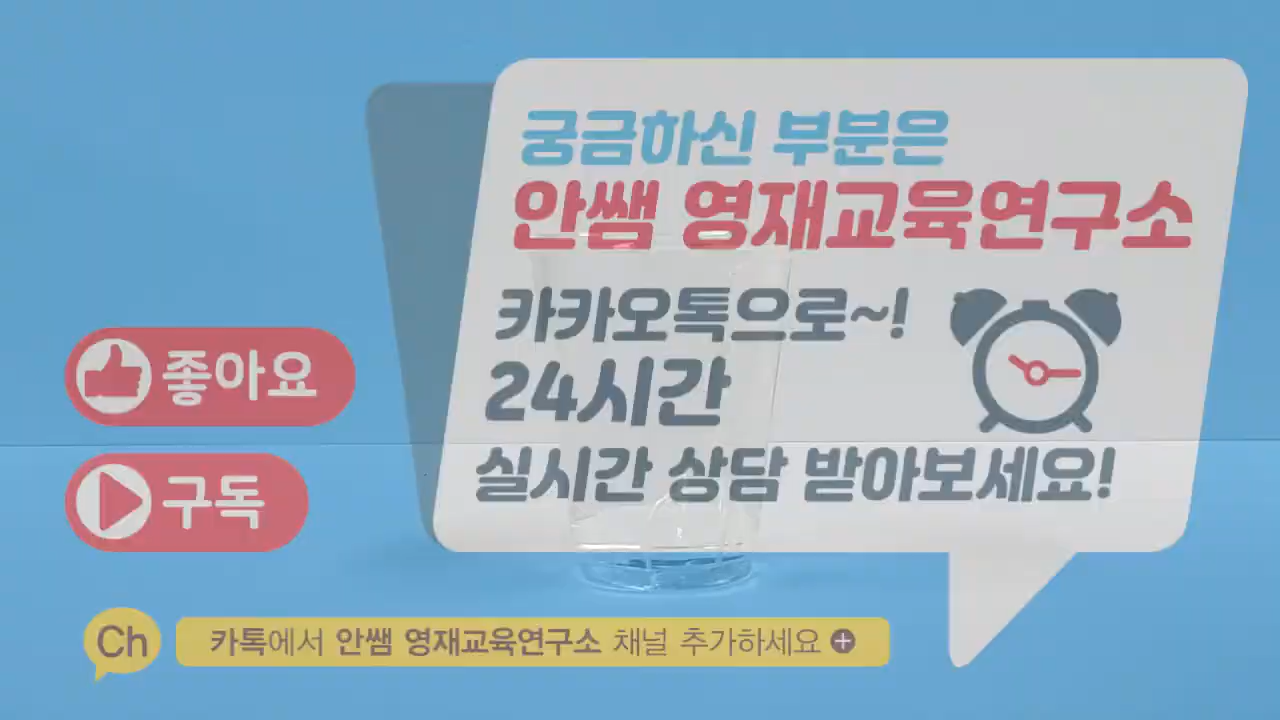 궁금하신 부분은
안쌤 영재교육연구소
카카오톡으로~!
24시간
실시간 상담 받아보세요!
좋아요
구독
Ch
카톡에서 안쌤 영재교육연구소 채널 추가하세요